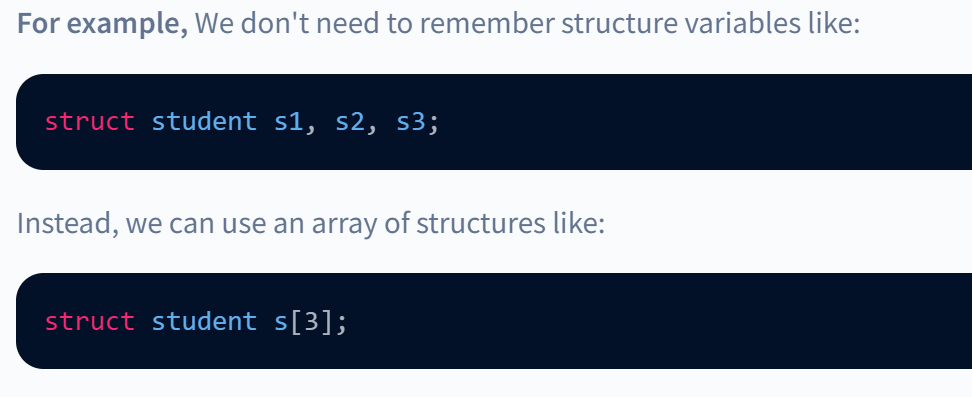 For example, We don't need to remember structure variables like:
struct student s1, s2, s3;
Instead, we can use an array of structures like:
struct student s[3];